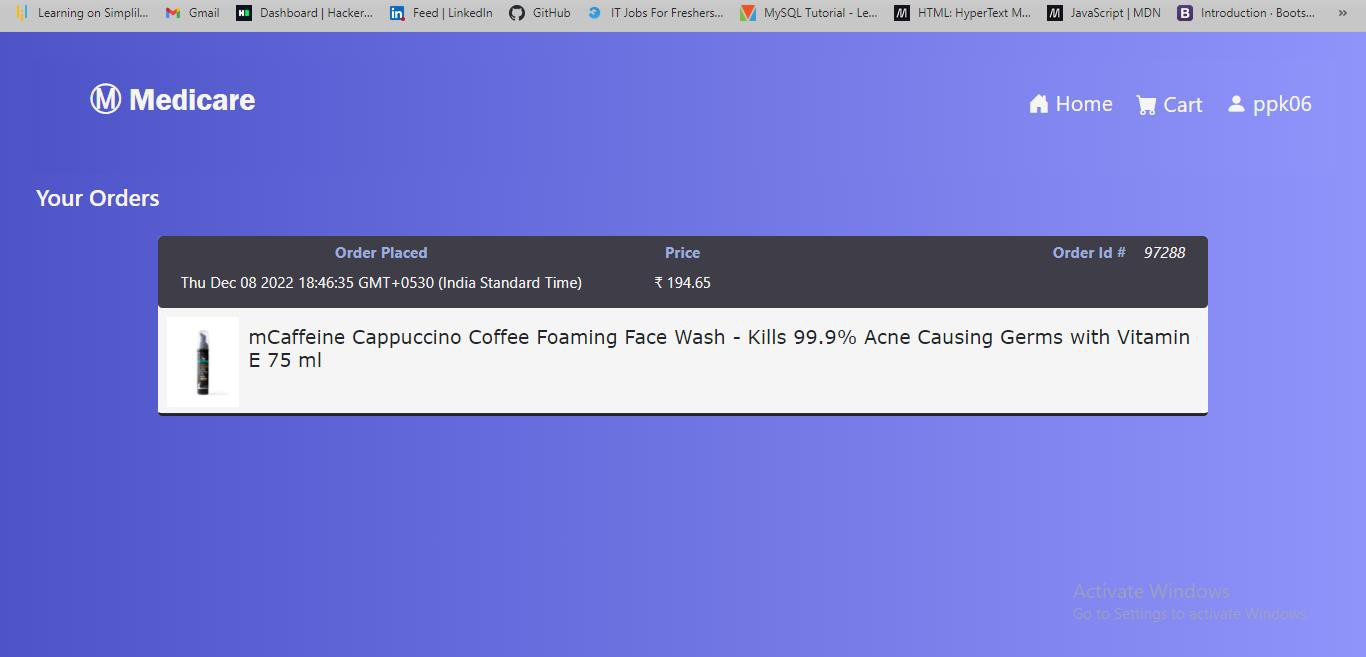 Learning on Simplil... Gmail Dashboard | Hacker... Feed | LinkedIn GitHub IT Jobs For Freshers... MySQL Tutorial - Le... HTML: HyperText M... JavaScript | MDN Introduction · Boots... »
Medicare Home Cart ppk06
Your Orders
Order Placed Price Order Id # 97288
Thu Dec 08 2022 18:46:35 GMT+0530 (India Standard Time) ₹ 194.65
mCaffeine Cappuccino Coffee Foaming Face Wash - Kills 99.9% Acne Causing Germs with Vitamin
E 75 ml
Activate Windows
Go to Settings to activate Windows.